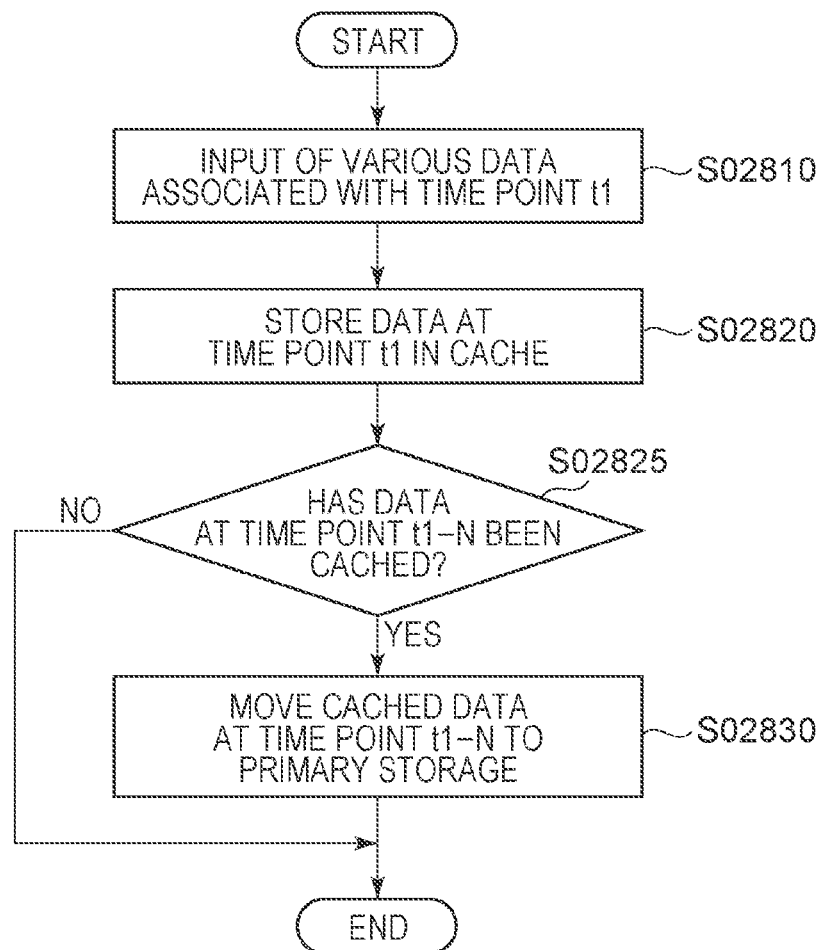 START
INPUT OF VARIOUS DATA
ASSOCIATED WITH TIME POINT t1
S02810
STORE DATA AT
TIME POINT t1 IN CACHE
S02820
S02825
HAS DATA
AT TIME POINT t1-N BEEN
CACHED?
NO
YES
MOVE CACHED DATA
AT TIME POINT t1-N TO
PRIMARY STORAGE
S02830
END